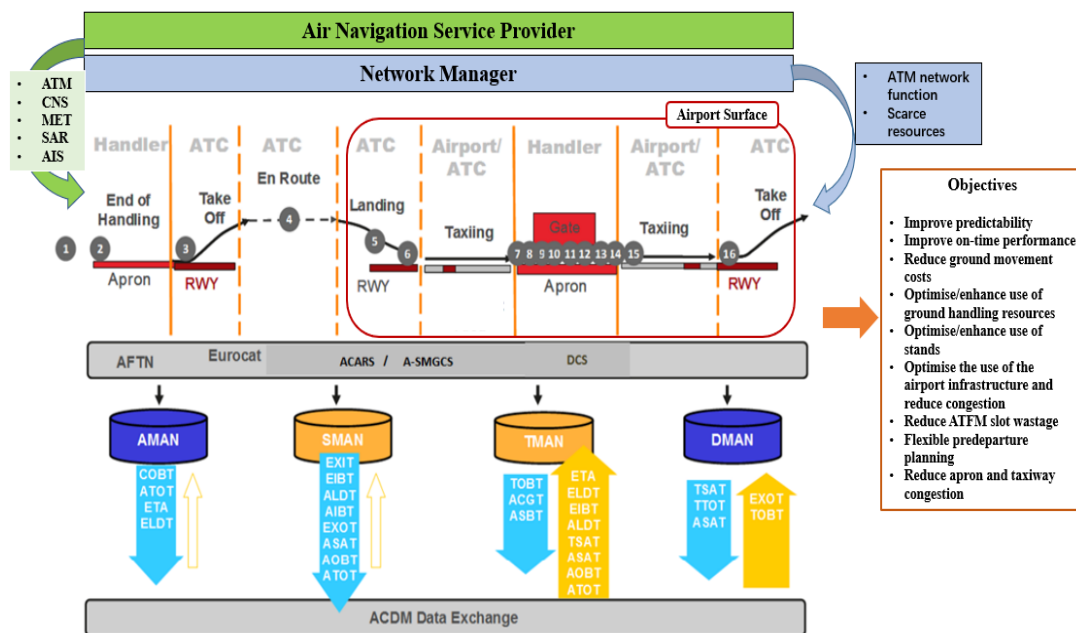 Air Navigation Service Provider
Network Manager
• ATM
• CNS
• MET
• SAR
• AIS
• ATM network
function
• Scarce
resources
Airport Surface
Handler
ATC
ATC
ATC
Airport/
ATC
Handler
Airport/
ATC
ATC
End of
Handling
Take
Off
En Route
Landing
Taxiing
Gate
Taxiing
Take
Off
1
2
3
4
5
6
7
8
9
10
11
12
13
14
15
16
Apron
RWY
RWY
Apron
RWY
Objectives
• Improve predictability
• Improve on-time performance
• Reduce ground movement
costs
• Optimise/enhance use of
ground handling resources
• Optimise/enhance use of
stands
• Optimise the use of the
airport infrastructure and
reduce congestion
• Reduce ATFM slot wastage
• Flexible predeparture
planning
• Reduce apron and taxiway
congestion
AFTN
Eurocat
ACARS / A-SMGCS
DCS
AMAN
SMAN
TMAN
DMAN
COBT
ATOT
ETA
ELDT
EXIT
EIBT
ALDT
AIBT
EXOT
ASAT
AOBT
ATOT
TOBT
ACGT
ASBT
ETA
ELDT
EIBT
ALDT
TSAT
ASAT
AOBT
ATOT
TSAT
TTOT
ASAT
EXOT
TOBT
ACDM Data Exchange